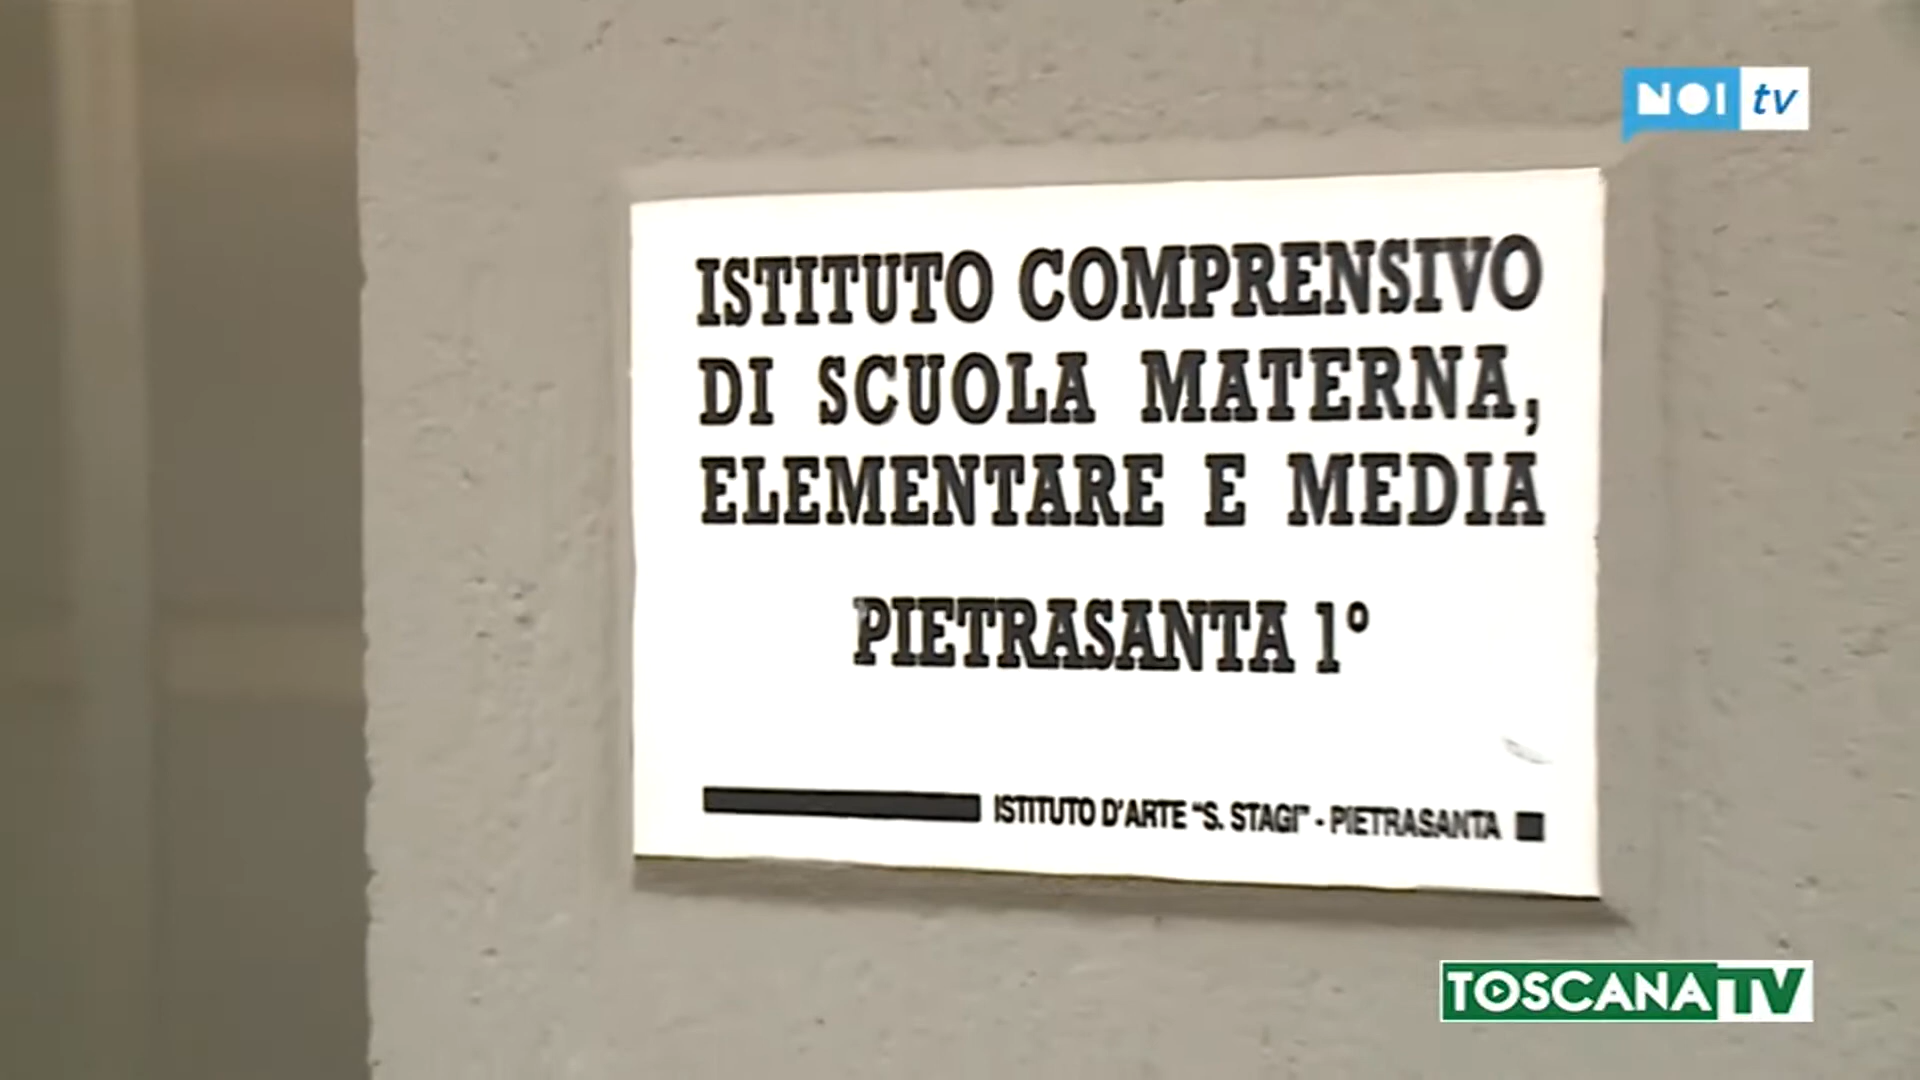 NOI tv
ISTITUTO COMPRENSIVO
DI SCUOLA MATERNA,
ELEMENTARE E MEDIA
PIETRASANTA 1°
ISTITUTO D'ARTE "S. STAGI" - PIETRASANTA
TOSCANA TV